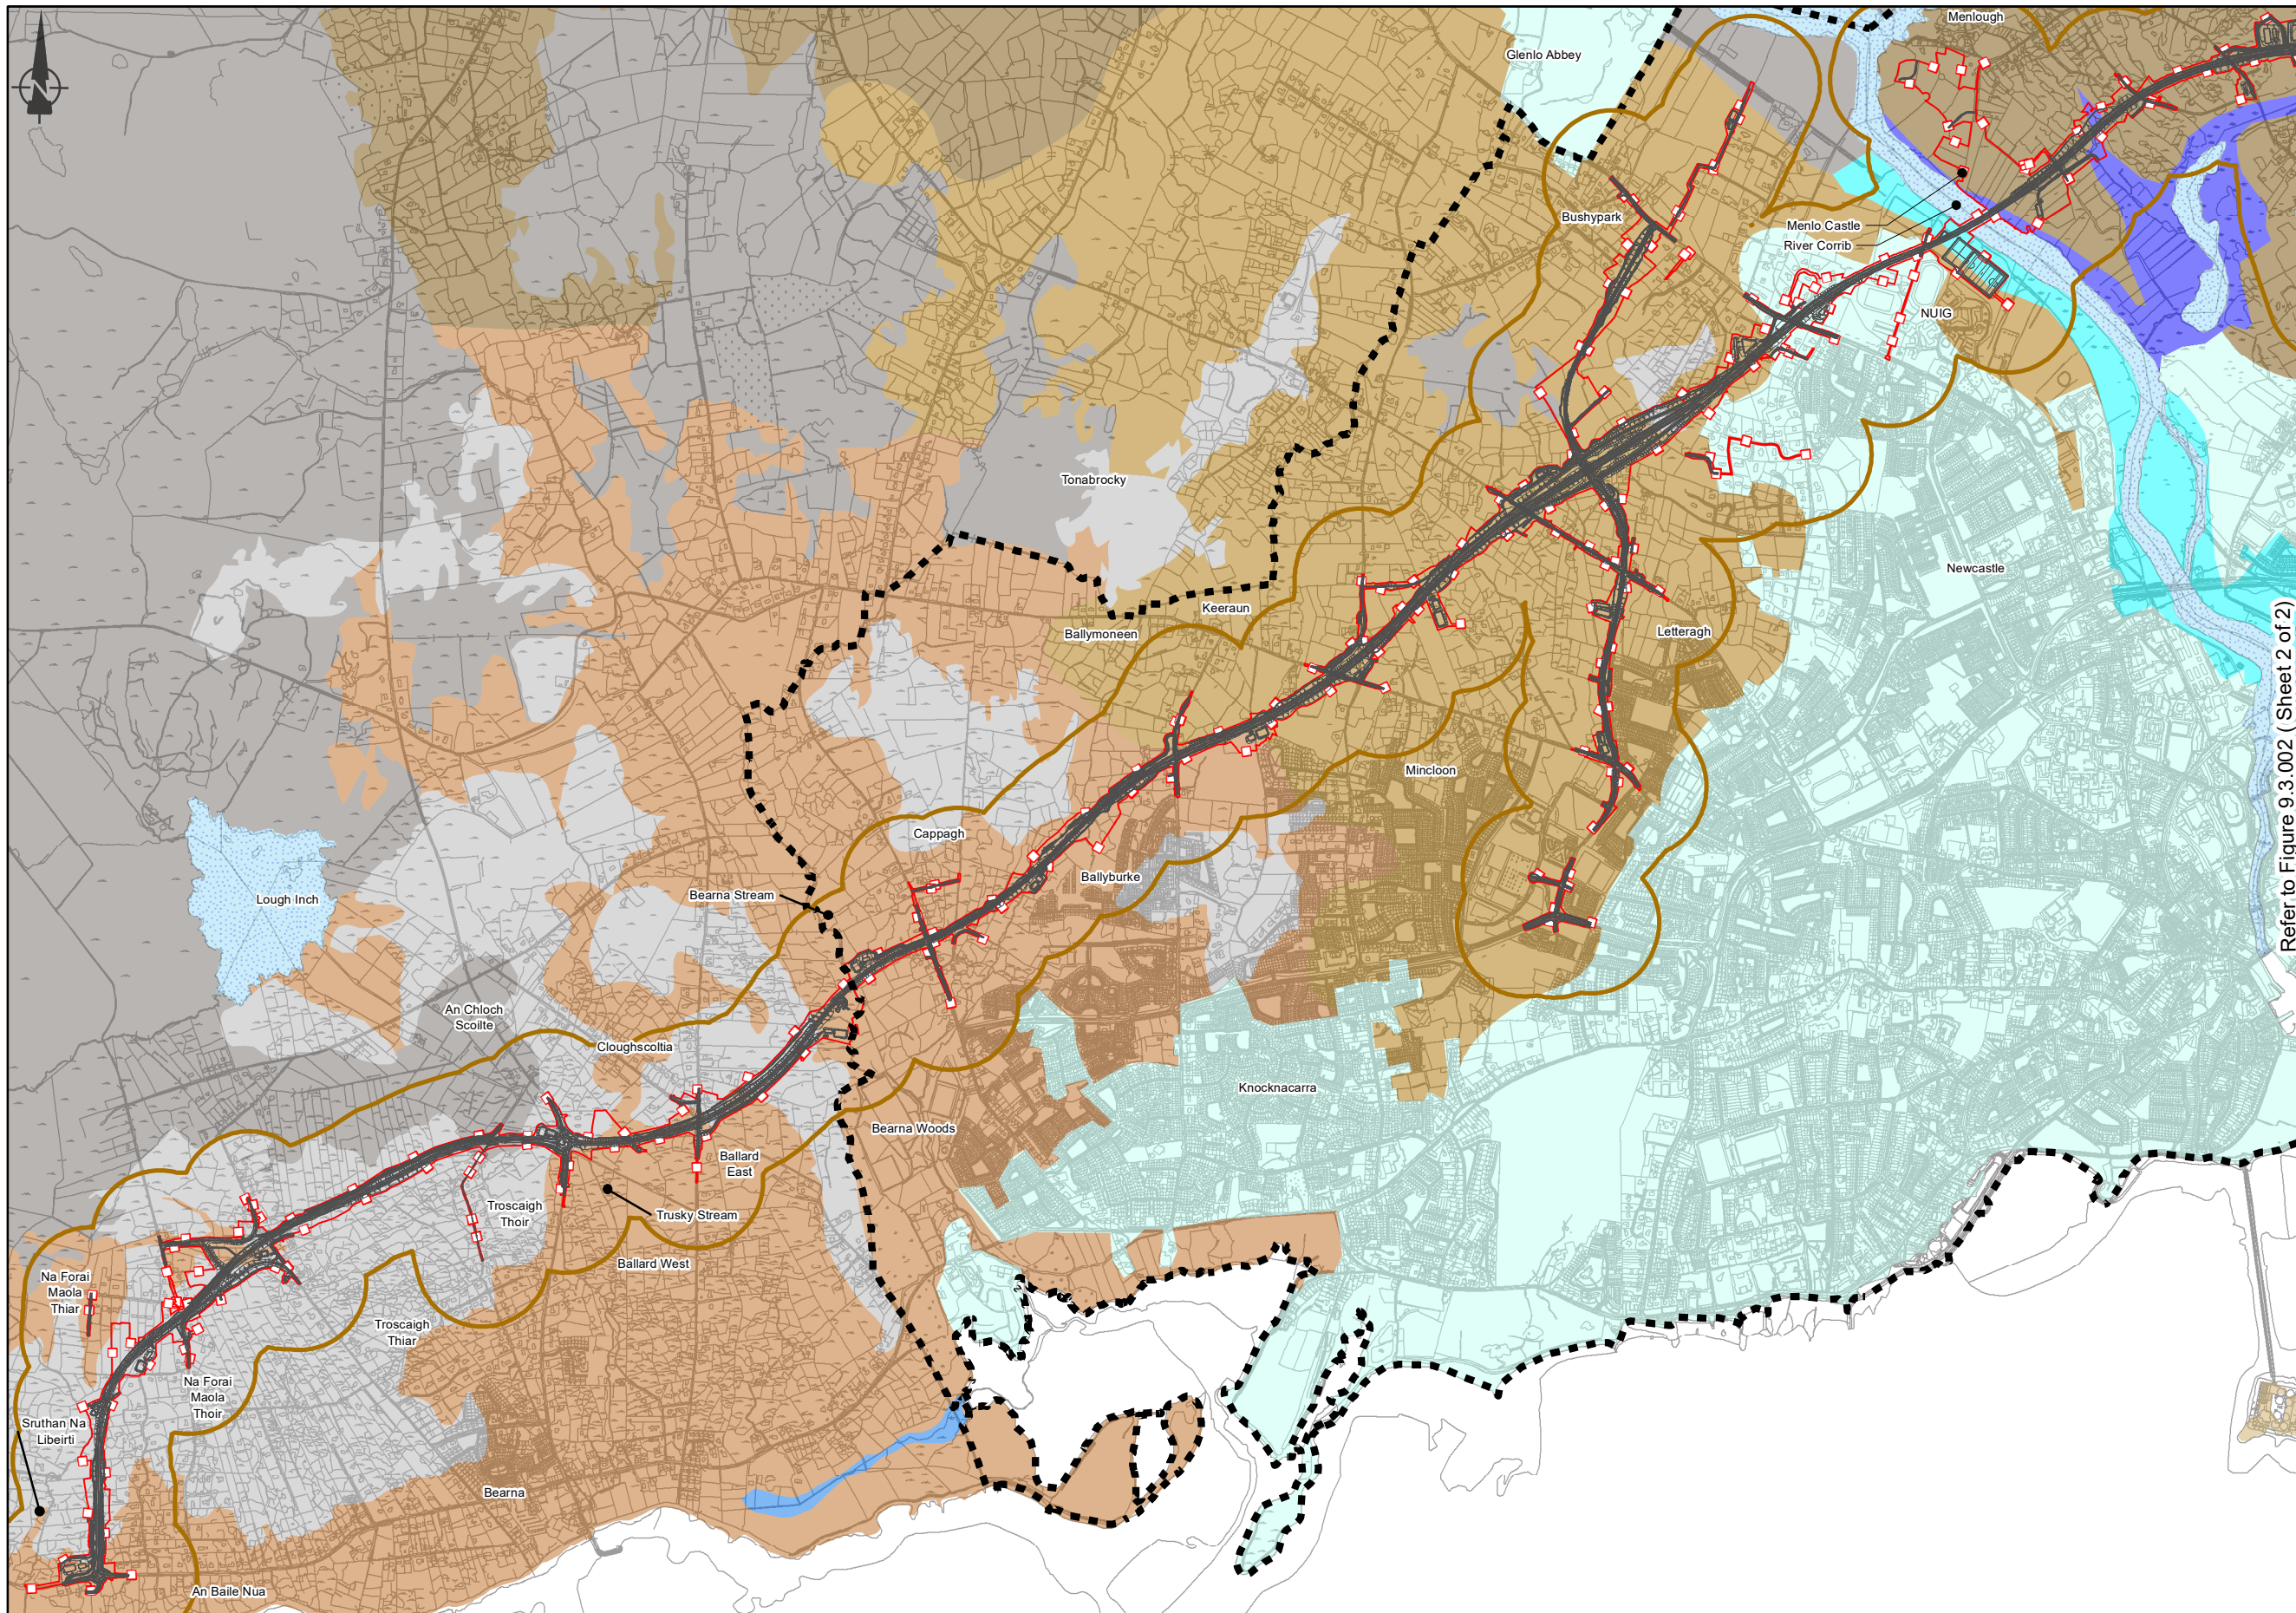 Menlough
Glenlo Abbey
N
Bushypark
Menlo Castle
River Corrib
NUIG
Tonabrocky
Newcastle
Keeraun
Ballymoneen
Letteragh
Refer to Figure 9.3.002 (Sheet 2 of 2)
Mincloon
Cappagh
Ballyburke
Bearna Stream
Lough Inch
An Chloch
Scoilte
Cloughscoltia
Knocknacarra
Bearna Woods
Ballard
East
Troscaigh
Thoir
Trusky Stream
Ballard West
Na Forai
Maola
Thiar
Troscaigh
Thiar
Na Forai
Maola
Thoir
Sruthan Na
Libeirti
Bearna
An Baile Nua